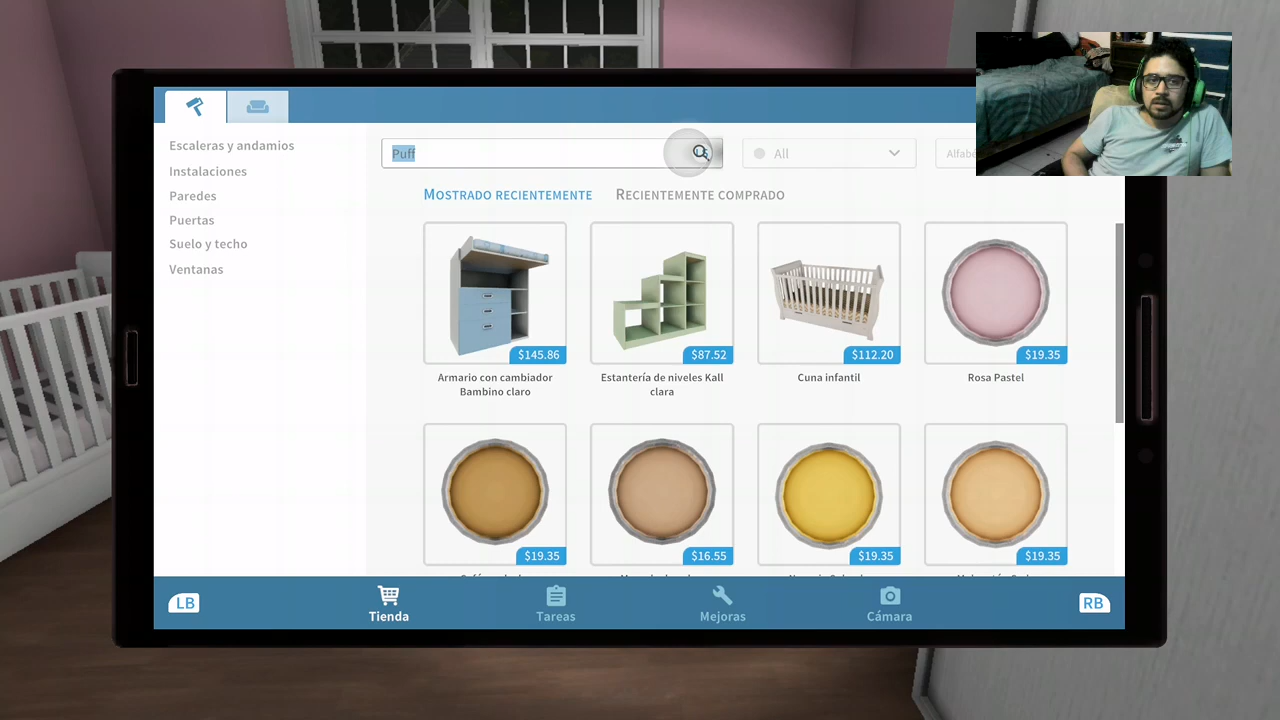 Escaleras y andamios
Instalaciones
Paredes
Puertas
Suelo y techo
Ventanas
Puff
All
Alfabé
MOSTRADO RECIENTEMENTE
RECIENTEMENTE COMPRADO
$145.86
$87.52
$112.20
$19.35
Armario con cambiador
Bambino claro
Estantería de niveles Kall
clara
Cuna infantil
Rosa Pastel
$19.35
$16.55
$19.35
$19.35
LB
Tienda
Tareas
Mejoras
Cámara
RB